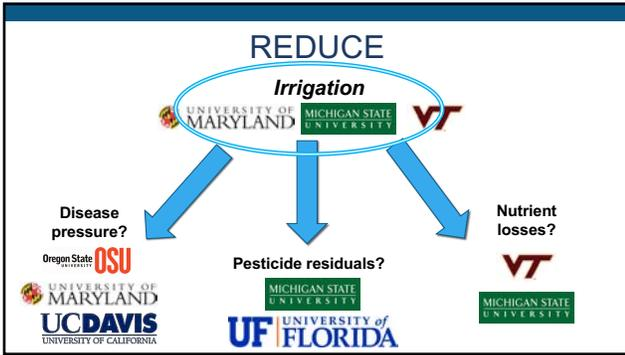 REDUCE
Irrigation
UNIVERSITY OF
MARYLAND
MICHIGAN STATE
UNIVERSITY
VT
Disease
pressure?
Oregon State
UNIVERSITY
OSU
UNIVERSITY OF
MARYLAND
UCDAVIS
UNIVERSITY OF CALIFORNIA
Pesticide residuals?
MICHIGAN STATE
UNIVERSITY
UF
UNIVERSITY of
FLORIDA
Nutrient
losses?
VT
MICHIGAN STATE
UNIVERSITY